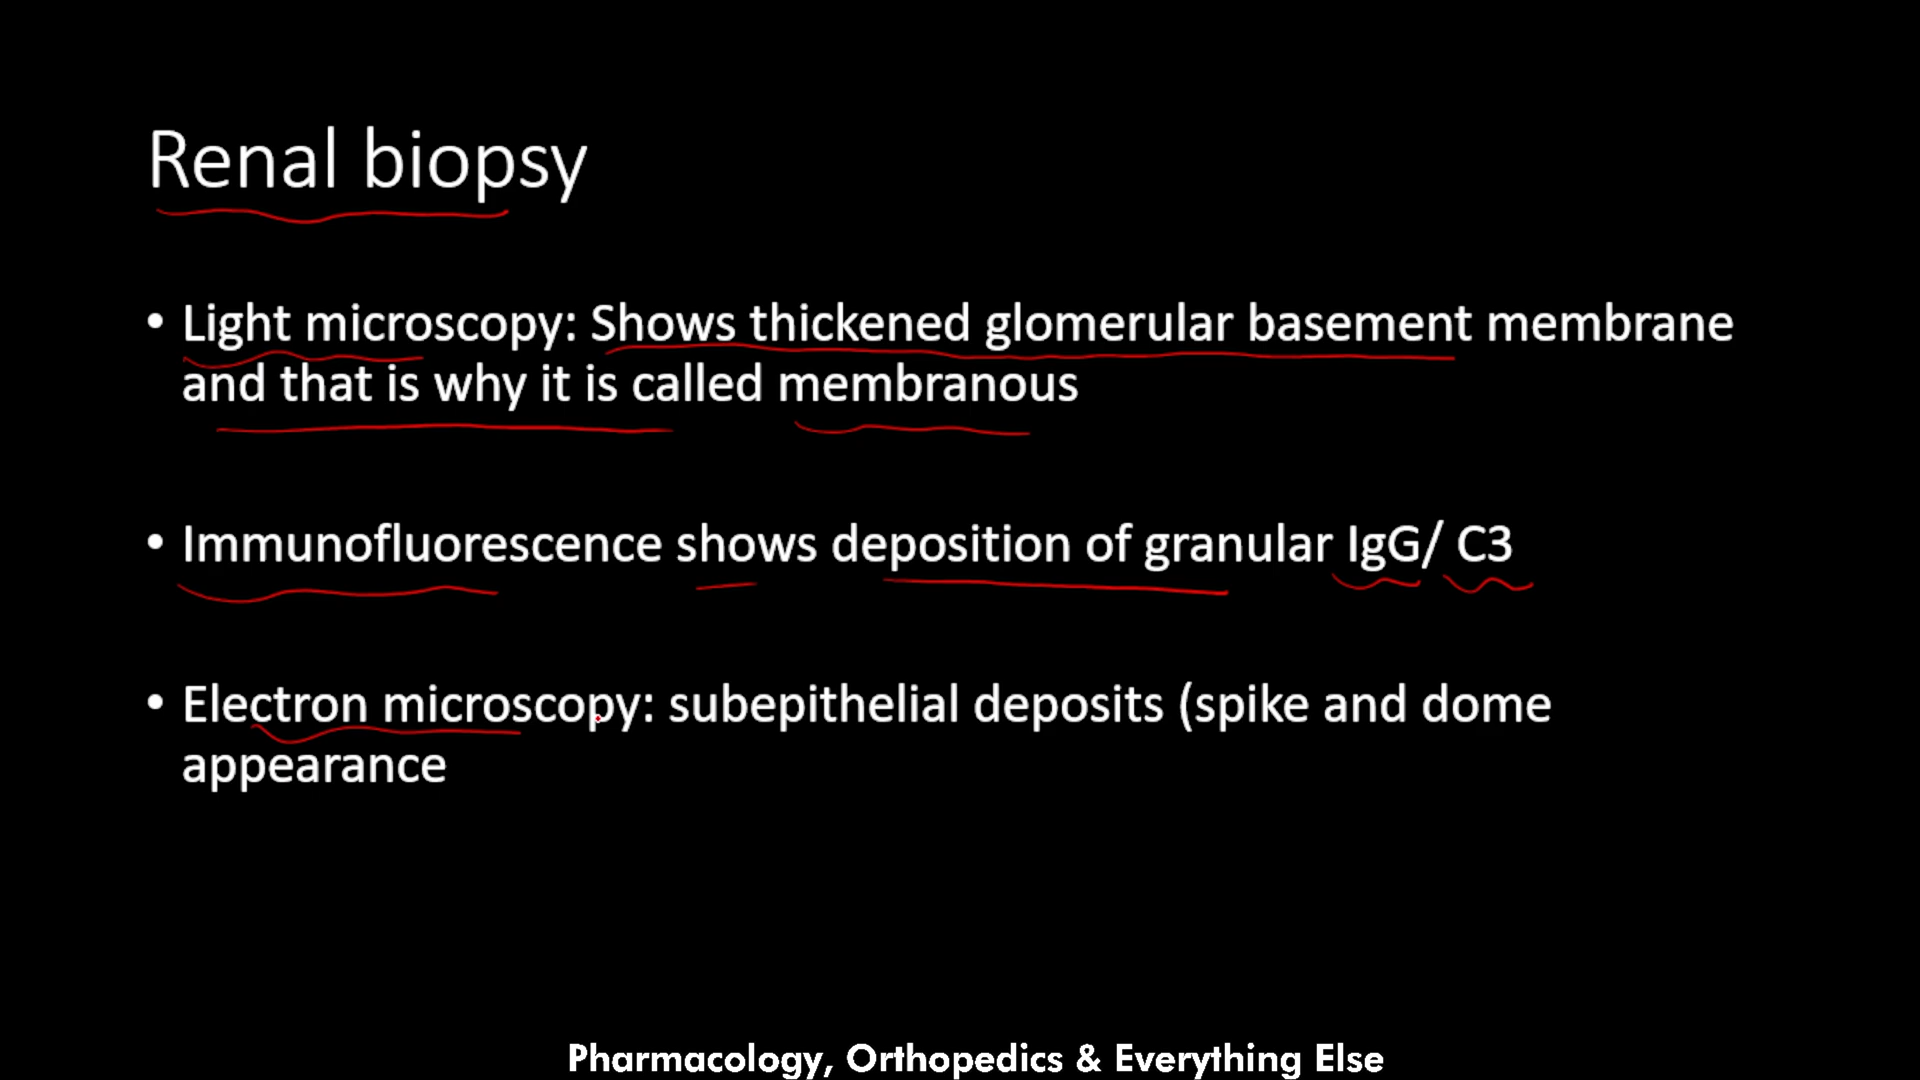 Renal biopsy
• Light microscopy: Shows thickened glomerular basement membrane
and that is why it is called membranous
• Immunofluorescence shows deposition of granular IgG/ C3
• Electron microscopy: subepithelial deposits (spike and dome
appearance
Pharmacology, Orthopedics & Everything Else